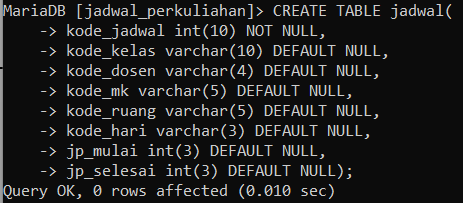 MariaDB [jadwal_perkuliahan]> CREATE TABLE jadwal(
    -> kode_jadwal int(10) NOT NULL,
    -> kode_kelas varchar(10) DEFAULT NULL,
    -> kode_dosen varchar(4) DEFAULT NULL,
    -> kode_mk varchar(5) DEFAULT NULL,
    -> kode_ruang varchar(5) DEFAULT NULL,
    -> kode_hari varchar(3) DEFAULT NULL,
    -> jp_mulai int(3) DEFAULT NULL,
    -> jp_selesai int(3) DEFAULT NULL);
Query OK, 0 rows affected (0.010 sec)